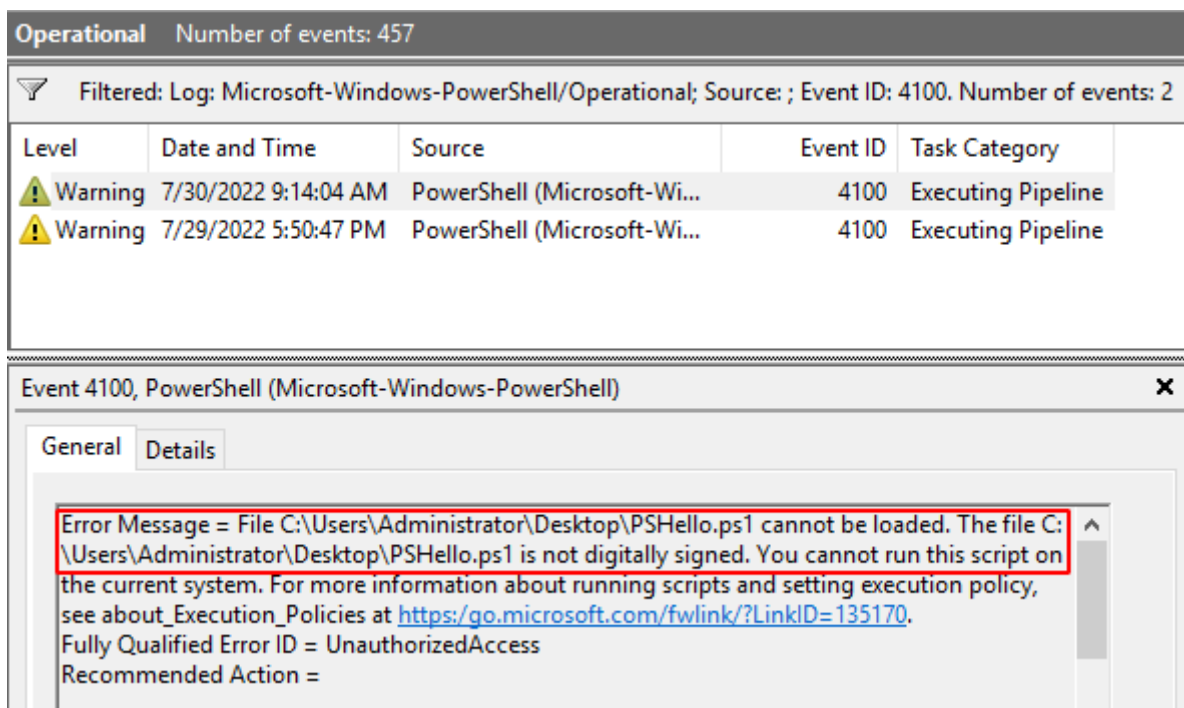 Operational Number of events: 457
Filtered: Log: Microsoft-Windows-PowerShell/Operational; Source: ; Event ID: 4100. Number of events: 2
Level Date and Time Source Event ID Task Category
Warning 7/30/2022 9:14:04 AM PowerShell (Microsoft-Wi... 4100 Executing Pipeline
Warning 7/29/2022 5:50:47 PM PowerShell (Microsoft-Wi... 4100 Executing Pipeline
Event 4100, PowerShell (Microsoft-Windows-PowerShell)
General Details
Error Message = File C:\Users\Administrator\Desktop\PSHello.ps1 cannot be loaded. The file C:
\Users\Administrator\Desktop\PSHello.ps1 is not digitally signed. You cannot run this script on
the current system. For more information about running scripts and setting execution policy,
see about_Execution_Policies at https:/go.microsoft.com/fwlink/?LinkID=135170.
Fully Qualified Error ID = UnauthorizedAccess
Recommended Action =